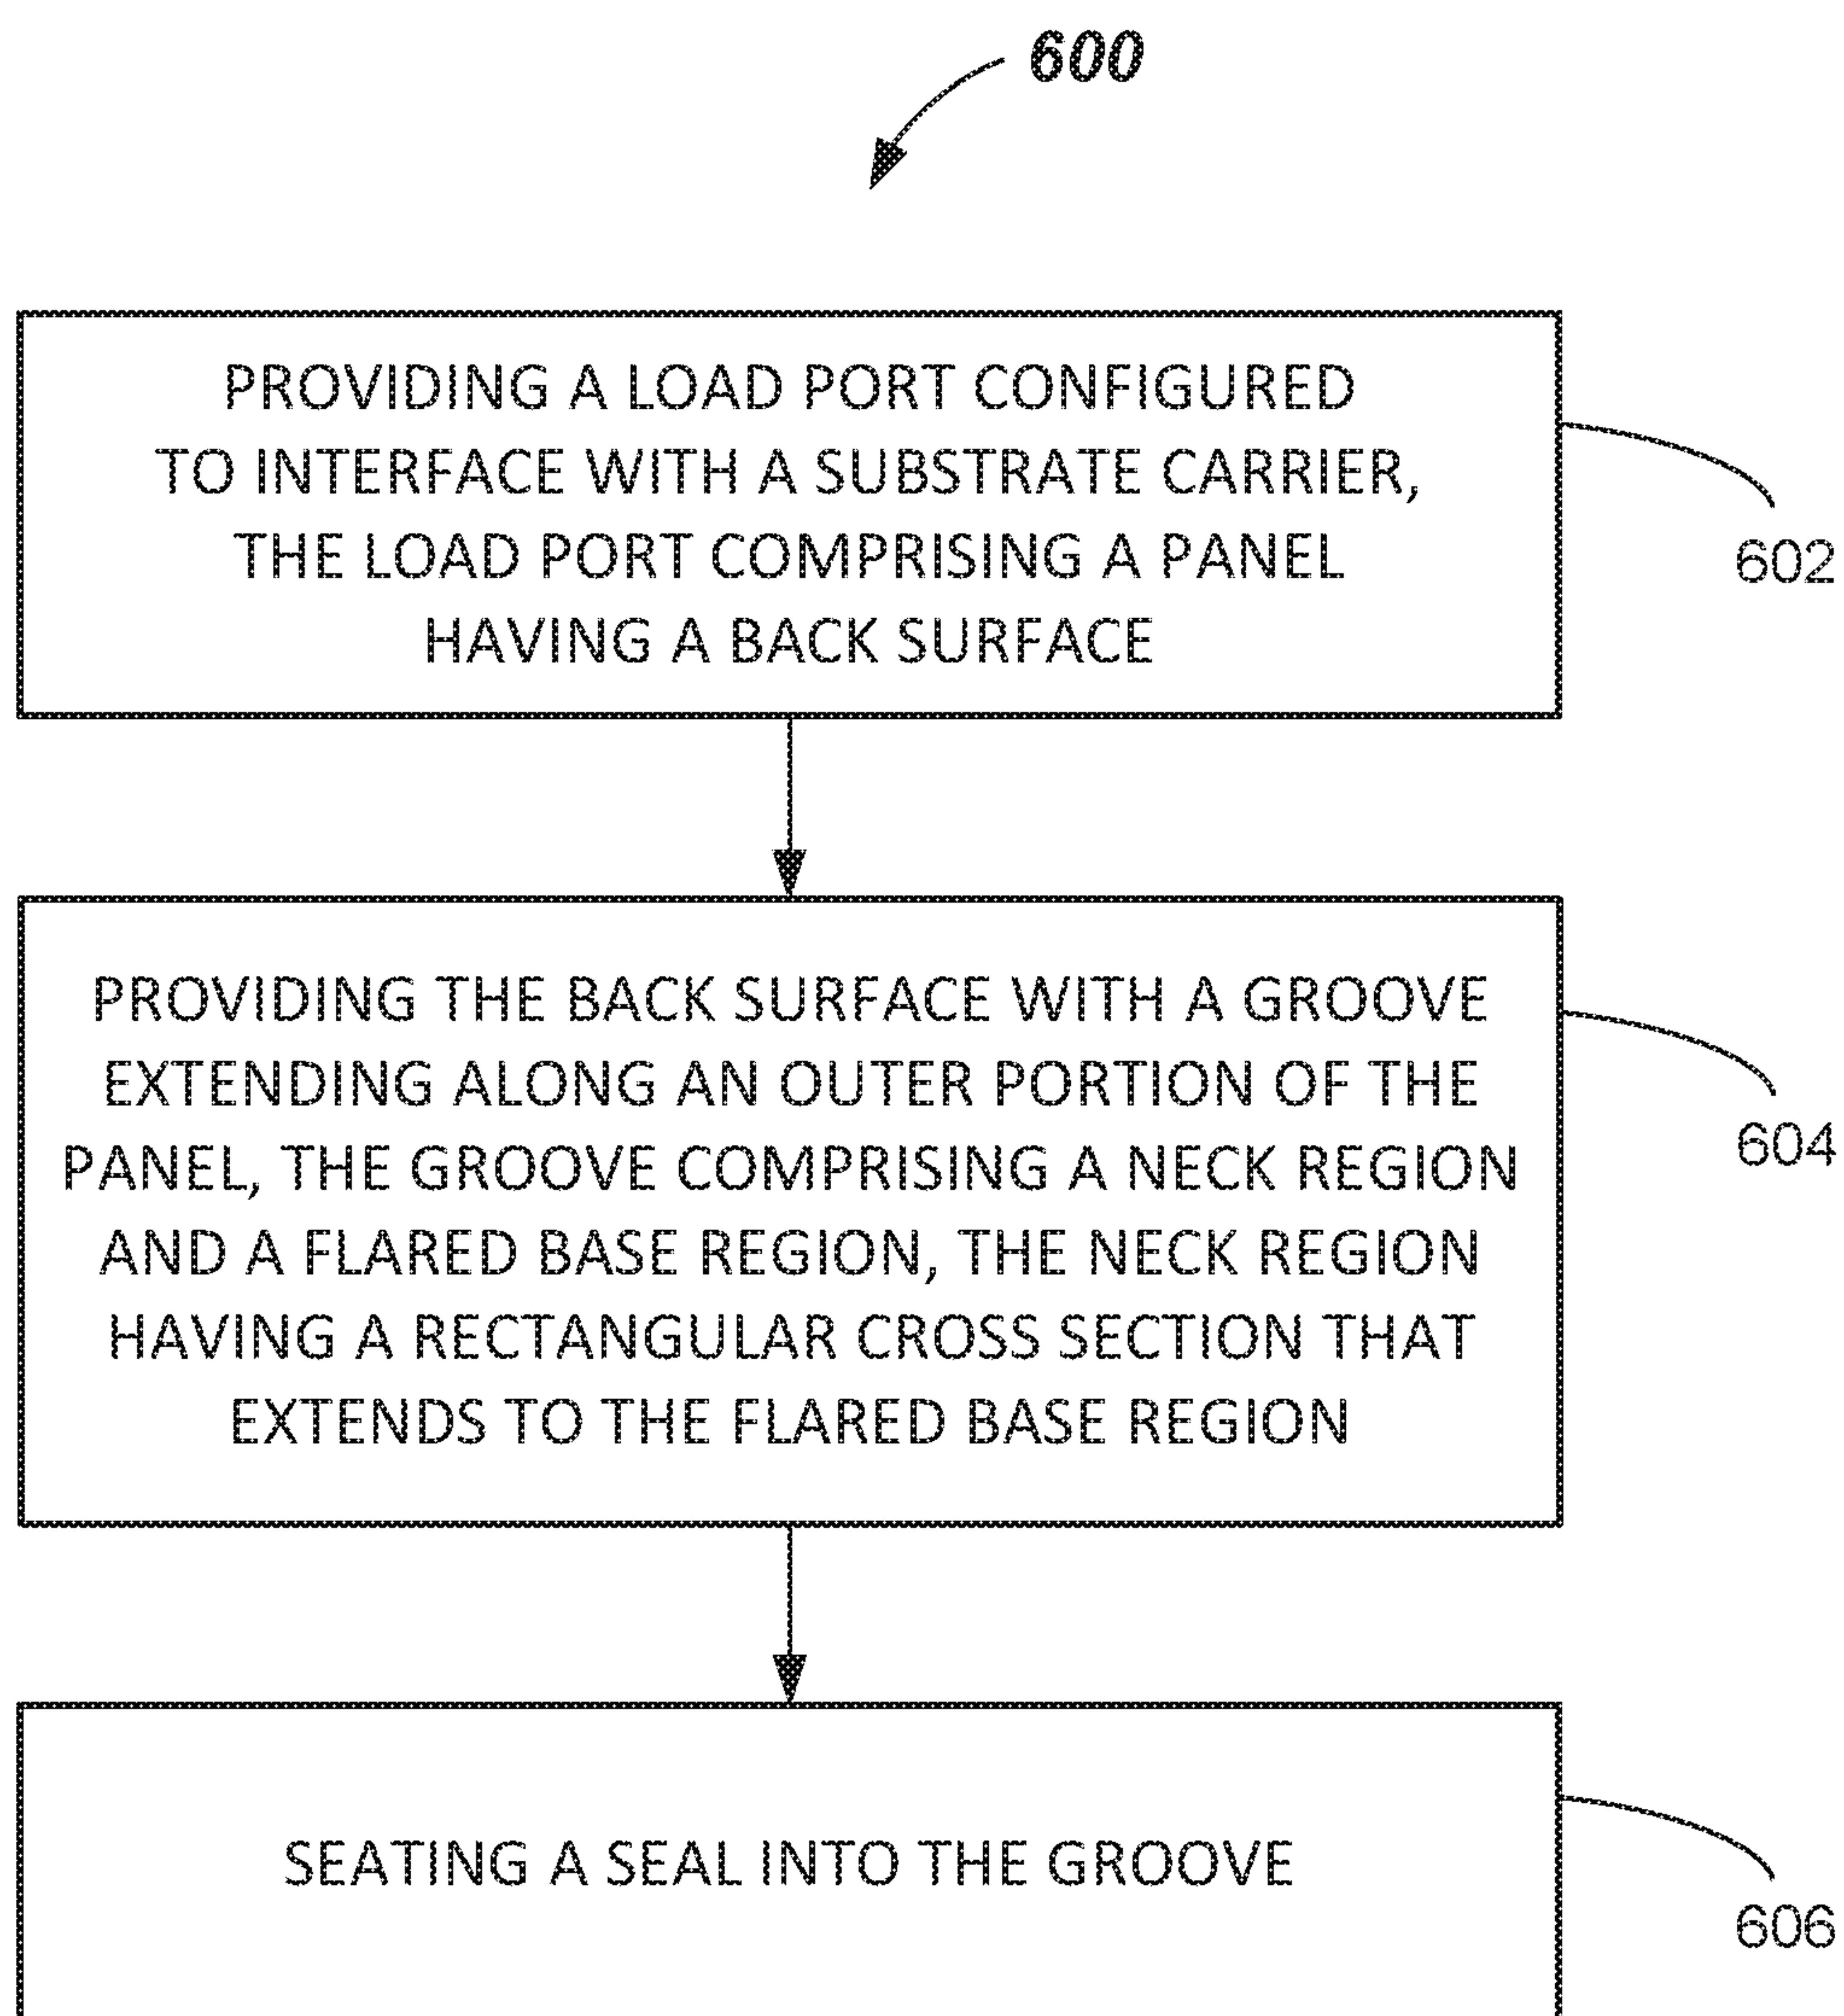 600
PROVIDING A LOAD PORT CONFIGURED
TO INTERFACE WITH A SUBSTRATE CARRIER,
THE LOAD PORT COMPRISING A PANEL
HAVING A BACK SURFACE
602
PROVIDING THE BACK SURFACE WITH A GROOVE
EXTENDING ALONG AN OUTER PORTION OF THE
PANEL, THE GROOVE COMPRISING A NECK REGION
AND A FLARED BASE REGION, THE NECK REGION
HAVING A RECTANGULAR CROSS SECTION THAT
EXTENDS TO THE FLARED BASE REGION
604
SEATING A SEAL INTO THE GROOVE
606